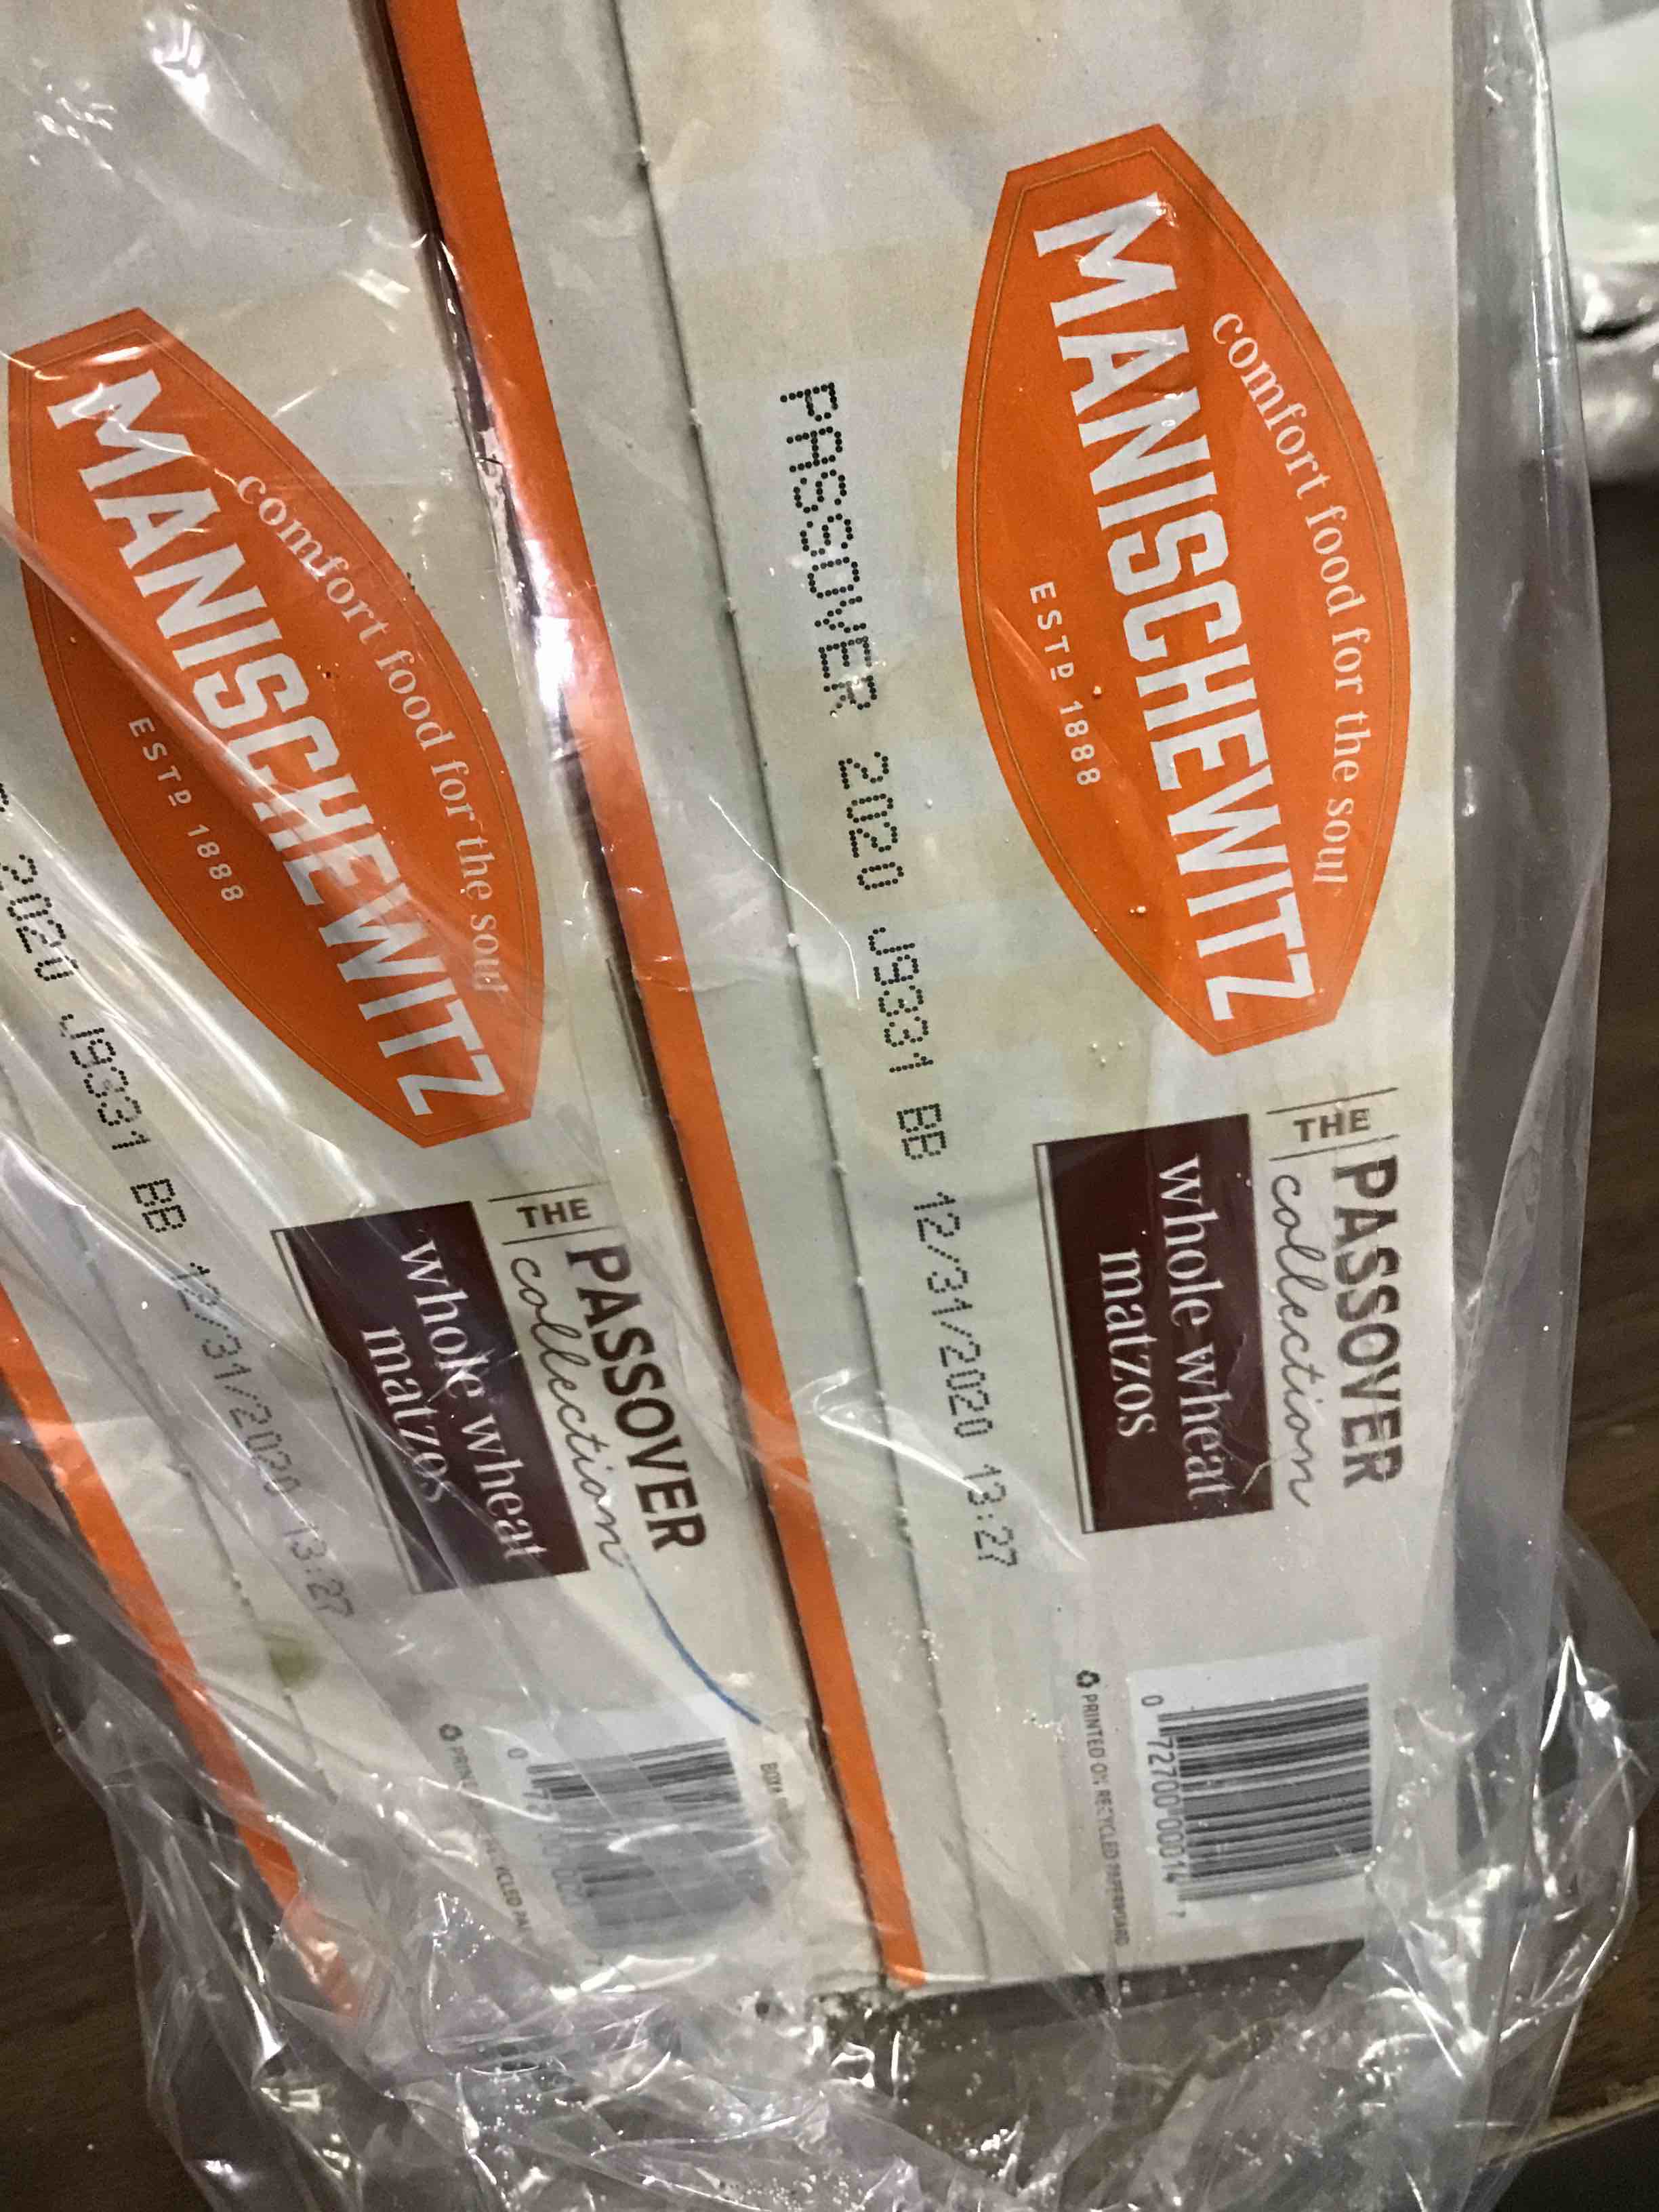 comfort food for the soul
MANISCHEWITZ
ESTD 1888
THE PASSOVER
collection
whole wheat
matzos
PASSOVER 2020 J9331 BB 12/31/2020 13:27
0 72700 00014 7
PRINTED ON RECYCLED PAPERBOARD
comfort food for the soul
MANISCHEWITZ
ESTD 1888
THE PASSOVER
collection
whole wheat
matzos
2020 J9331 BB 12/31/2020 13:27